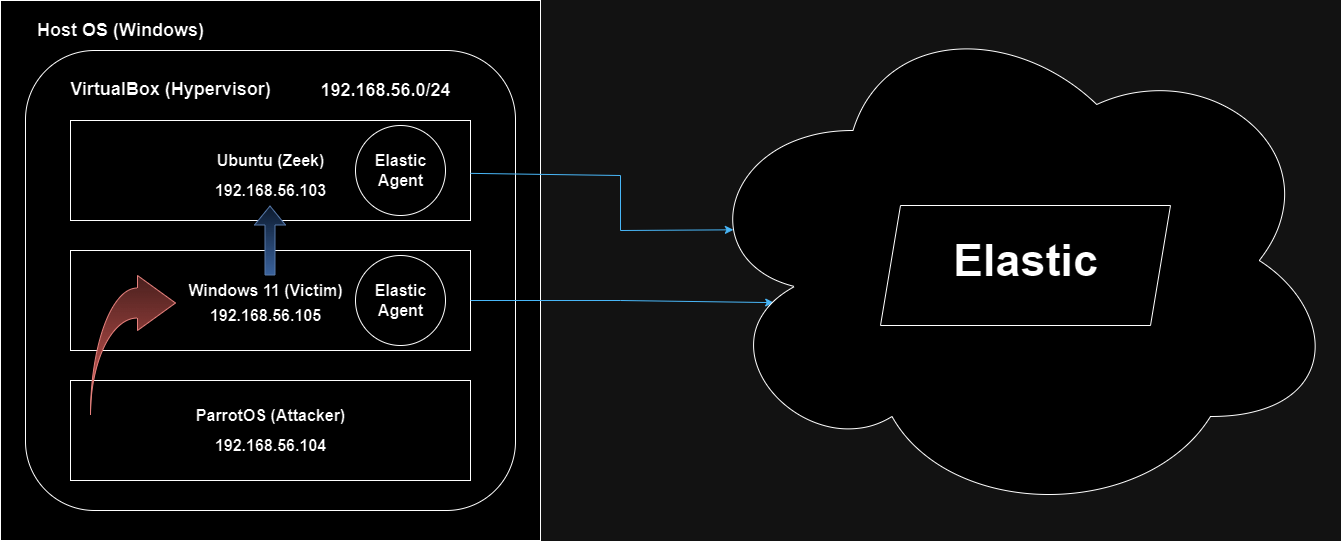 Host OS (Windows)
VirtualBox (Hypervisor) 192.168.56.0/24
Ubuntu (Zeek)
192.168.56.103
Elastic
Agent
Windows 11 (Victim)
192.168.56.105
Elastic
Agent
ParrotOS (Attacker)
192.168.56.104
Elastic